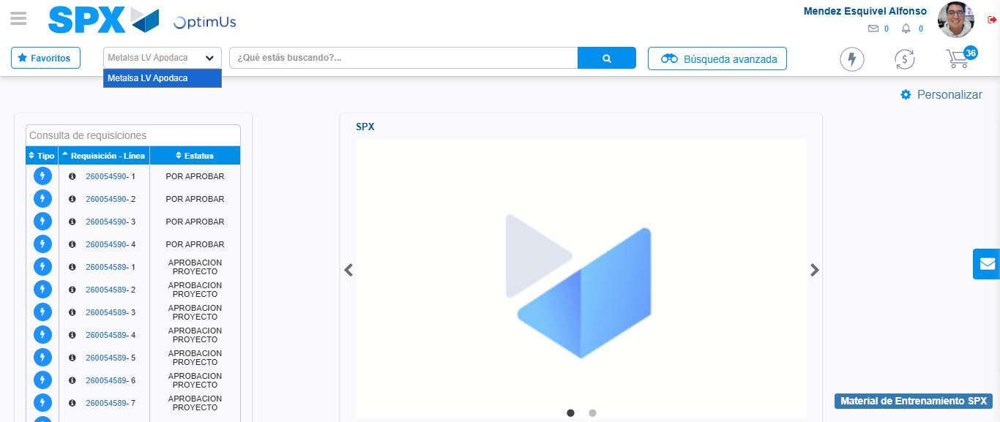 SPX
OptimUs
Mendez Esquivel Alfonso
0
0
Favoritos
Metalsa LV Apodaca
Metalsa LV Apodaca
¿Qué estás buscando?...
Búsqueda avanzada
$
36
Personalizar
Consulta de requisiciones
Tipo
Requisición - Línea
Estatus
260054590- 1
POR APROBAR
260054590- 2
POR APROBAR
260054590- 3
POR APROBAR
260054590- 4
POR APROBAR
260054589- 1
APROBACION
PROYECTO
260054589- 2
APROBACION
PROYECTO
260054589- 3
APROBACION
PROYECTO
260054589- 4
APROBACION
PROYECTO
260054589- 5
APROBACION
PROYECTO
260054589- 6
APROBACION
PROYECTO
260054589- 7
APROBACION
PROYECTO
SPX
Material de Entrenamiento SPX